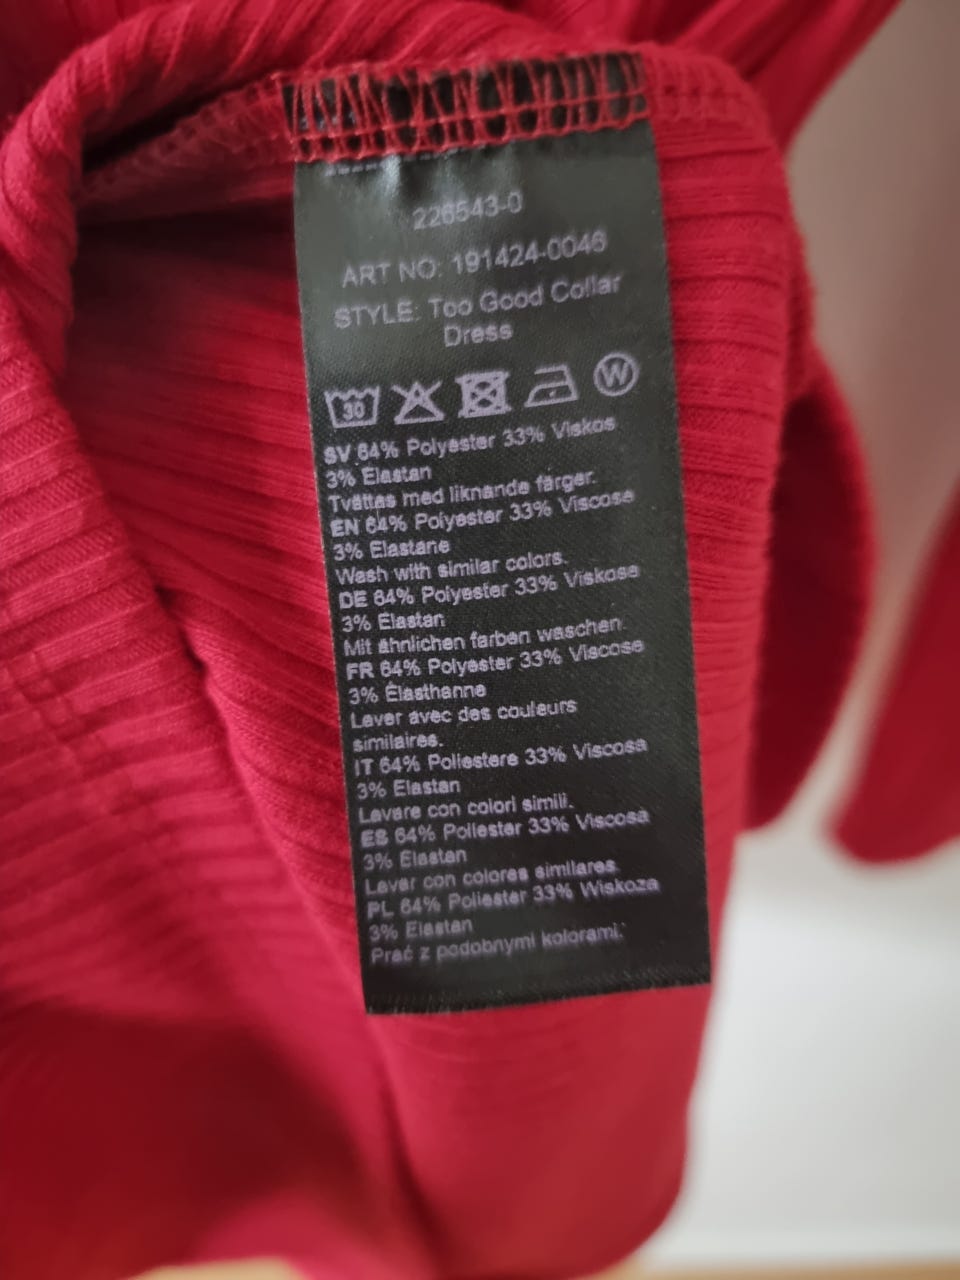 226543-0
ART NO: 191424-0046
STYLE: Too Good Collar
Dress
30
W
SV 64% Polyester 33% Viskos
3% Elastan
Tvättas med liknande färger.
EN 64% Polyester 33% Viscose
3% Elastane
Wash with similar colors.
DE 64% Polyester 33% Viskose
3% Elastan
Mit ähnlichen farben waschen.
FR 64% Polyester 33% Viscose
3% Élasthanne
Laver avec des couleurs
similaires.
IT 64% Poliestere 33% Viscosa
3% Elastan
Lavare con colori simili.
ES 64% Poliester 33% Viscosa
3% Elastan
Lavar con colores similares.
PL 64% Poliester 33% Wiskoza
3% Elastan
Prać z podobnymi kolorami.